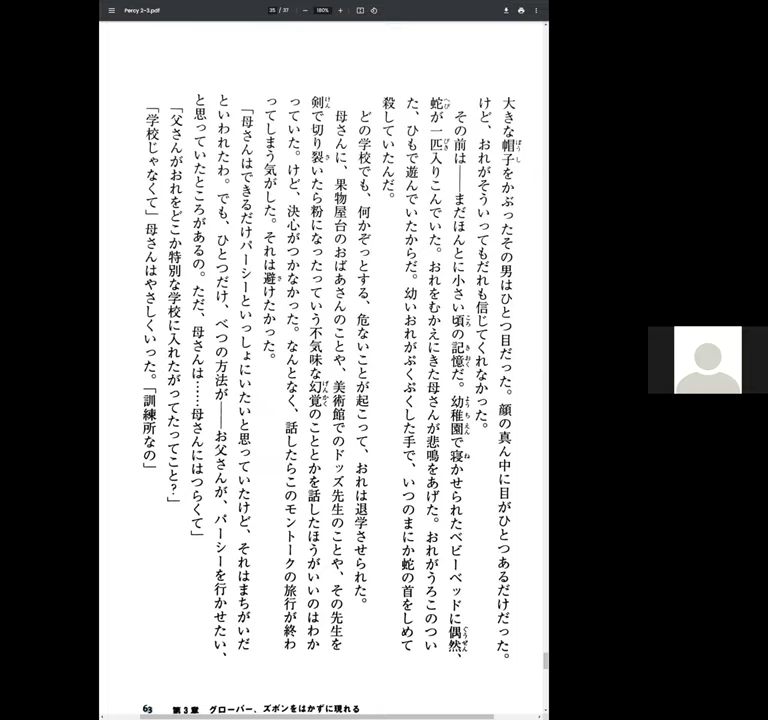 Percy 2-3.pdf
35 / 37
180%
大きな帽子をかぶったその男はひとつ目だった。顔の真ん中に目がひとつあるだけだった。
けど、おれがそういってもだれも信じてくれなかった。
その前は――まだほんとに小さい頃の記憶だ。幼稚園で寝かせられたベビーベッドに偶然、
蛇が一匹入りこんでいた。おれをむかえにきた母さんが悲鳴をあげた。おれがうろこのつい
た、ひもで遊んでいたからだ。幼いおれがぷくぷくした手で、いつのまにか蛇の首をしめて
殺していたんだ。
どの学校でも、何かぞっとする、危ないことが起こって、おれは退学させられた。
母さんに、果物屋台のおばあさんのことや、美術館でのドッズ先生のことや、その先生を
剣で切り裂いたら粉になったっていう不気味な幻覚のこととかを話したほうがいいのはわか
っていた。けど、決心がつかなかった。なんとなく、話したらこのモントークの旅行が終わ
ってしまう気がした。それは避けたかった。
「母さんはできるだけパーシーといっしょにいたいと思っていたけど、それはまちがいだ
といわれたわ。でも、ひとつだけ、べつの方法が――お父さんが、パーシーを行かせたい、
と思っていたところがあるの。ただ、母さんは……母さんにはつらくて」
「父さんがおれをどこか特別な学校に入れたがってたってこと？」
「学校じゃなくて」母さんはやさしくいった。「訓練所なの」
63 第3章 グローバー、ズボンをはかずに現れる